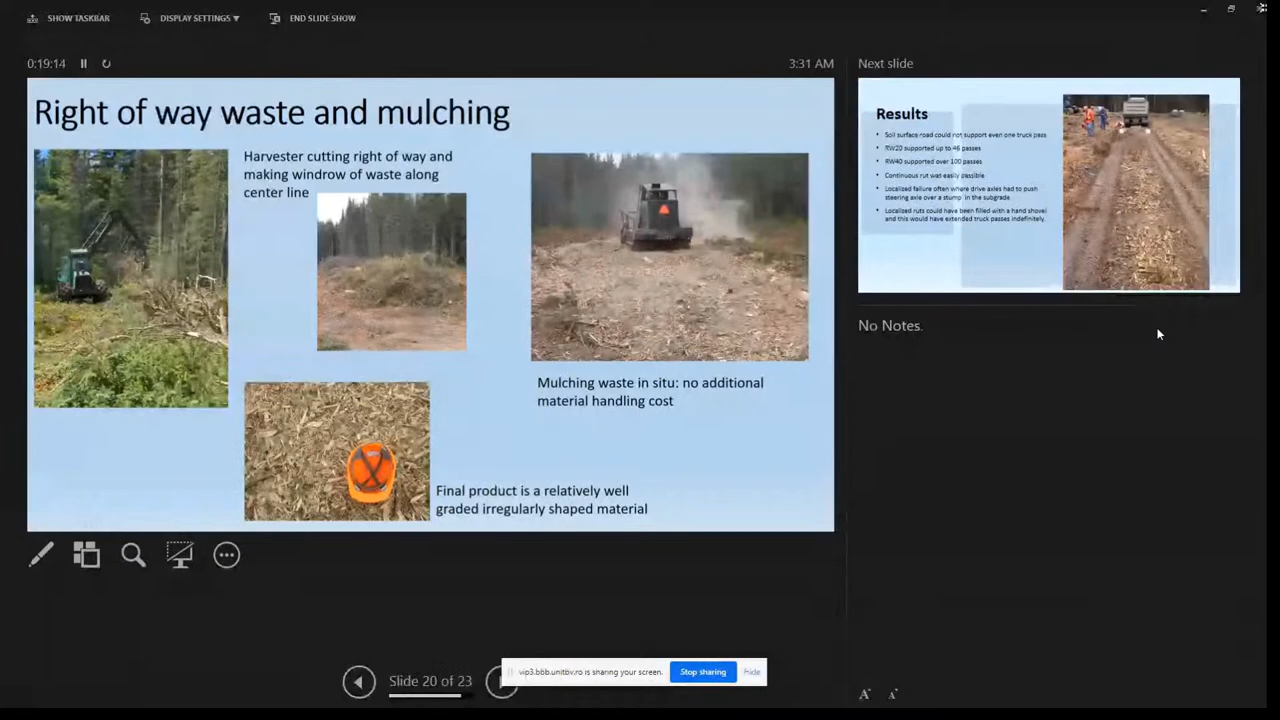 SHOW TASKBAR
DISPLAY SETTINGS ▼
END SLIDE SHOW
0:19:14
3:31 AM
Right of way waste and mulching
Harvester cutting right of way and
making windrow of waste along
center line
Mulching waste in situ: no additional
material handling cost
Final product is a relatively well
graded irregularly shaped material
Next slide
Results
• Soil surface road could not support even one truck pass
• RW20 supported up to 46 passes
• RW40 supported over 100 passes
• Continuous rut was easily passible
• Localized failure often where drive axles had to push
steering axle over a stump in the subgrade
• Localized ruts could have been filled with a hand shovel
and this would have extended truck passes indefinitely.
No Notes.
Slide 20 of 23
vip3.bbb.unitbv.ro is sharing your screen.
Stop sharing
Hide
A
A